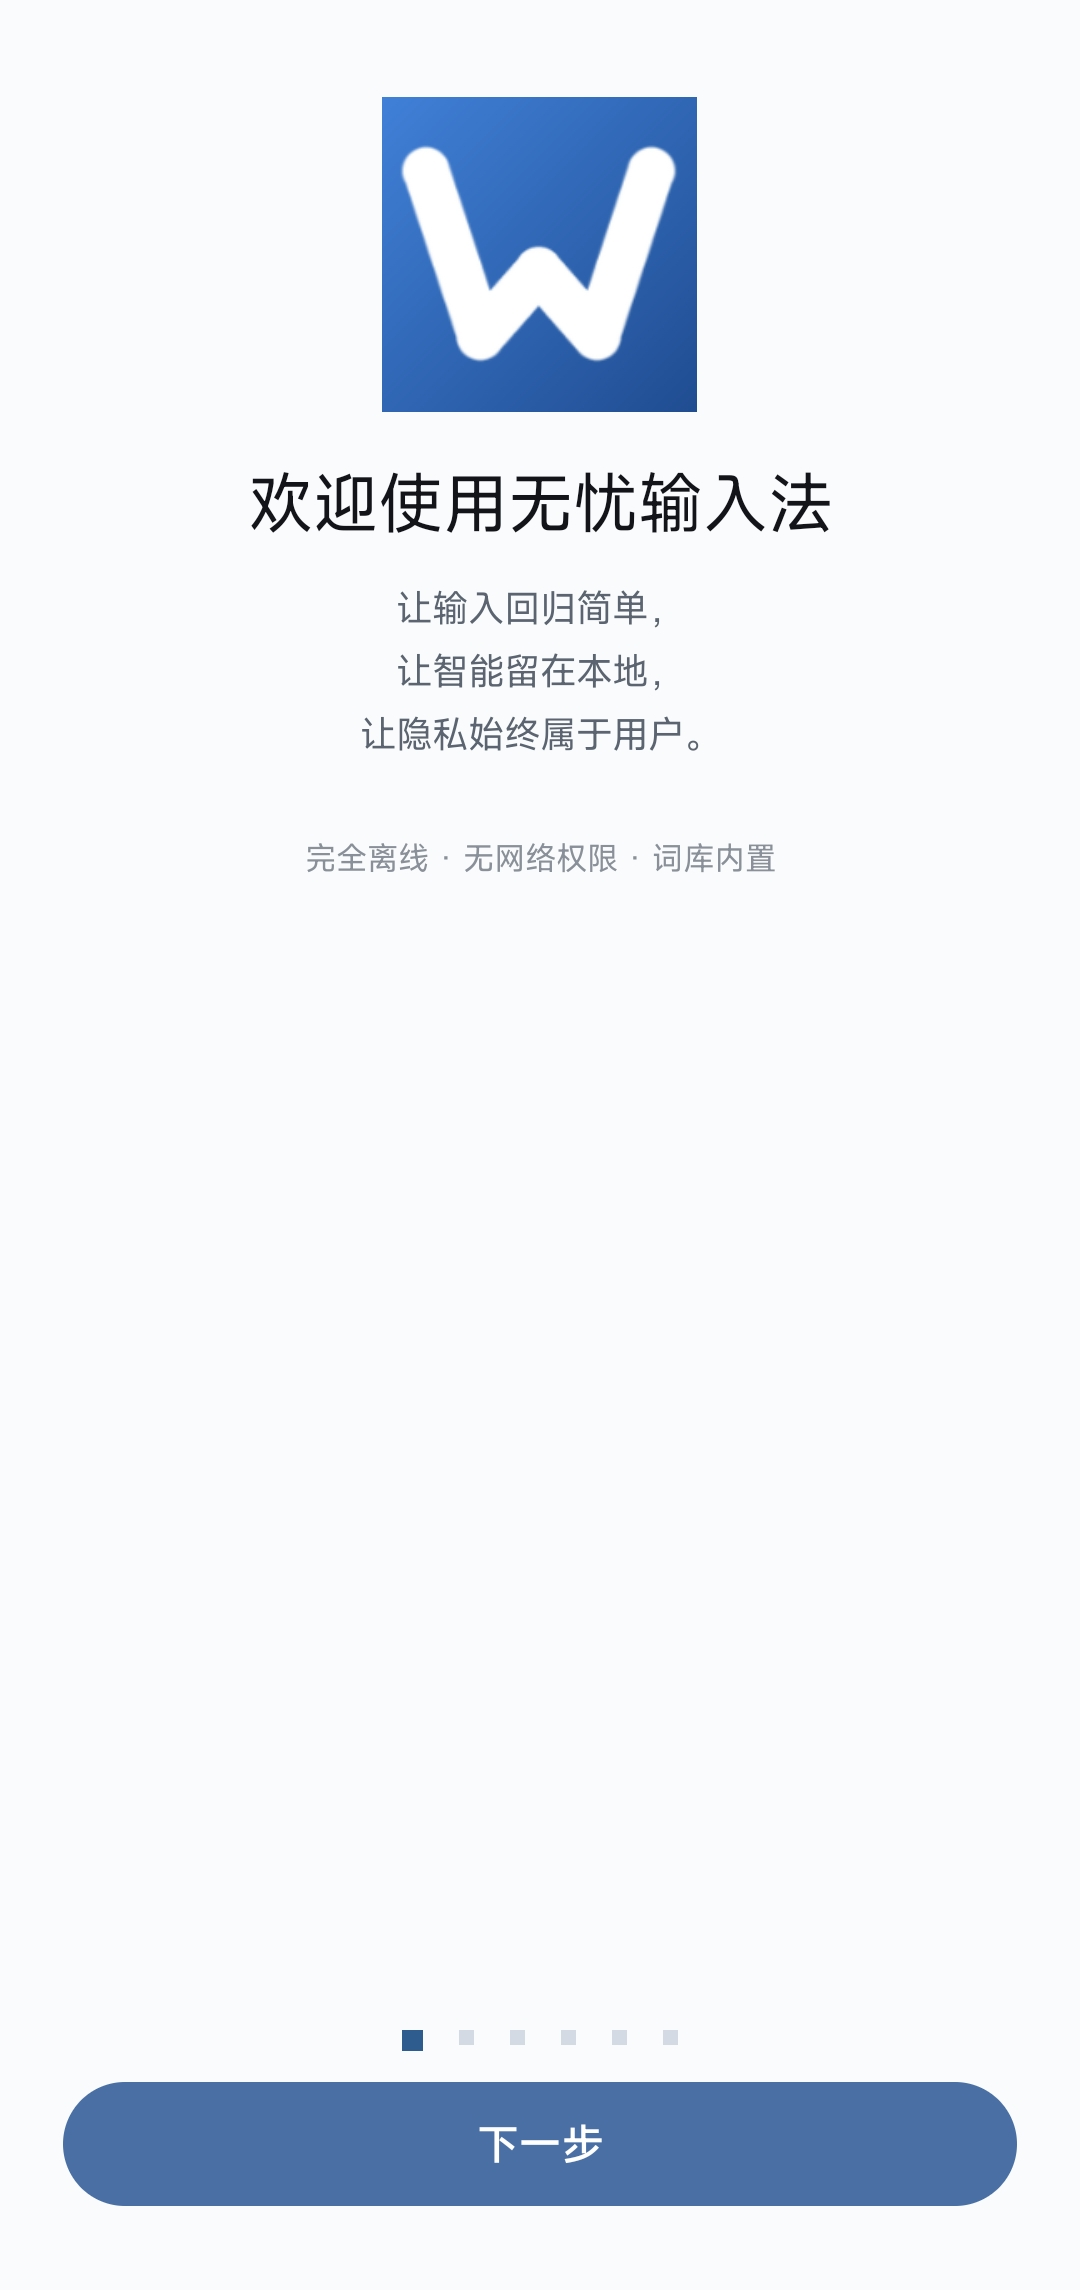 W
欢迎使用无忧输入法
让输入回归简单，
让智能留在本地，
让隐私始终属于用户。
完全离线 · 无网络权限 · 词库内置
下一步